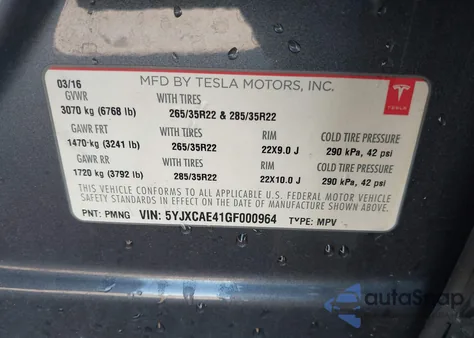 03/16 MFD BY TESLA MOTORS, INC.
GVWR WITH TIRES
3070 kg (6768 lb) 265/35R22 & 285/35R22
GAWR FRT WITH TIRES RIM COLD TIRE PRESSURE
1470 kg (3241 lb) 265/35R22 22X9.0 J 290 kPa, 42 psi
GAWR RR WITH TIRES RIM COLD TIRE PRESSURE
1720 kg (3792 lb) 285/35R22 22X10.0 J 290 kPa, 42 psi
THIS VEHICLE CONFORMS TO ALL APPLICABLE U.S. FEDERAL MOTOR VEHICLE
SAFETY STANDARDS IN EFFECT ON THE DATE OF MANUFACTURE SHOWN ABOVE.
PNT: PMNG VIN: 5YJXCAE41GF000964 TYPE: MPV
TESLA
autoSnap